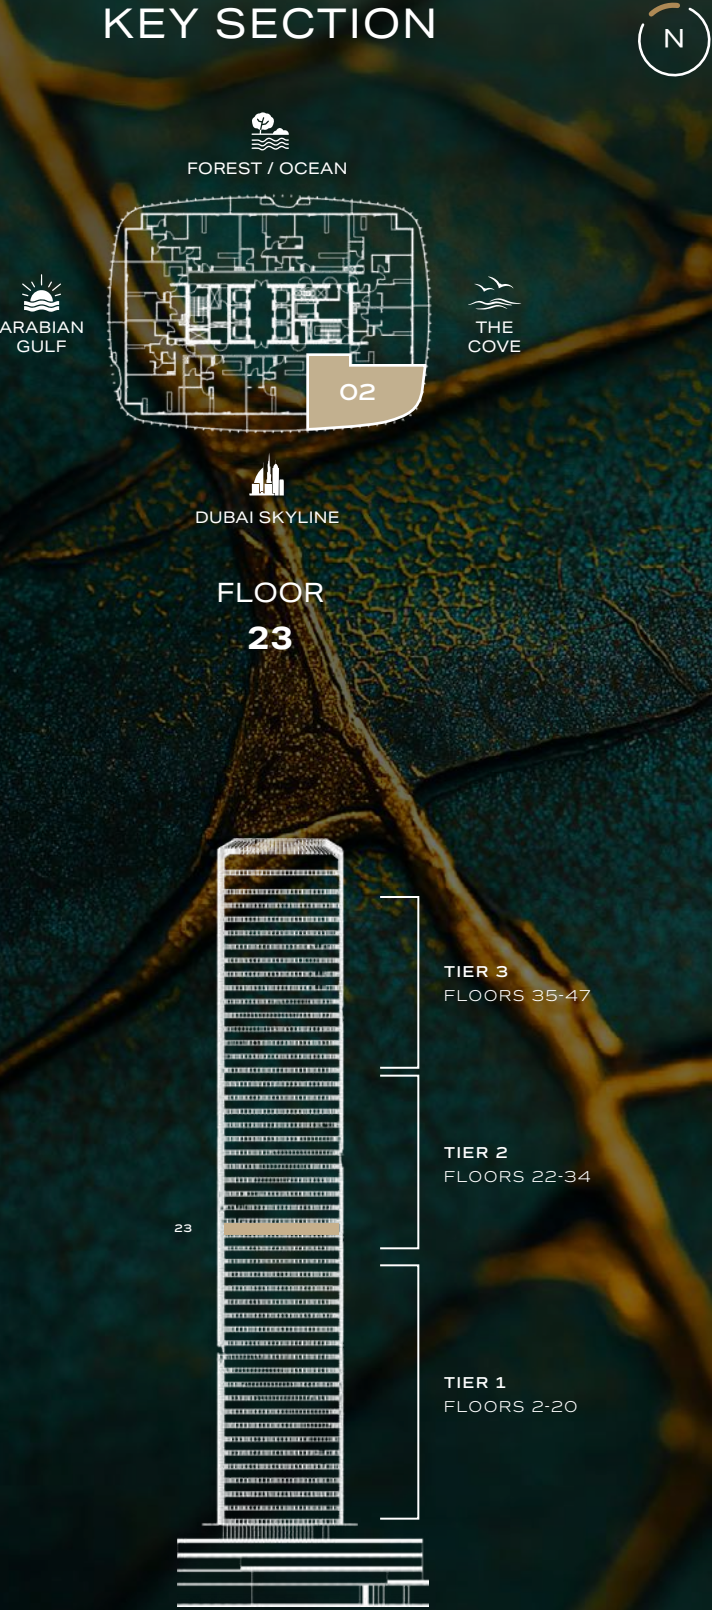 KEY SECTION
N
FOREST / OCEAN
ARABIAN
GULF
THE
COVE
02
DUBAI SKYLINE
FLOOR
23
TIER 3
FLOORS 35-47
TIER 2
FLOORS 22-34
23
TIER 1
FLOORS 2-20